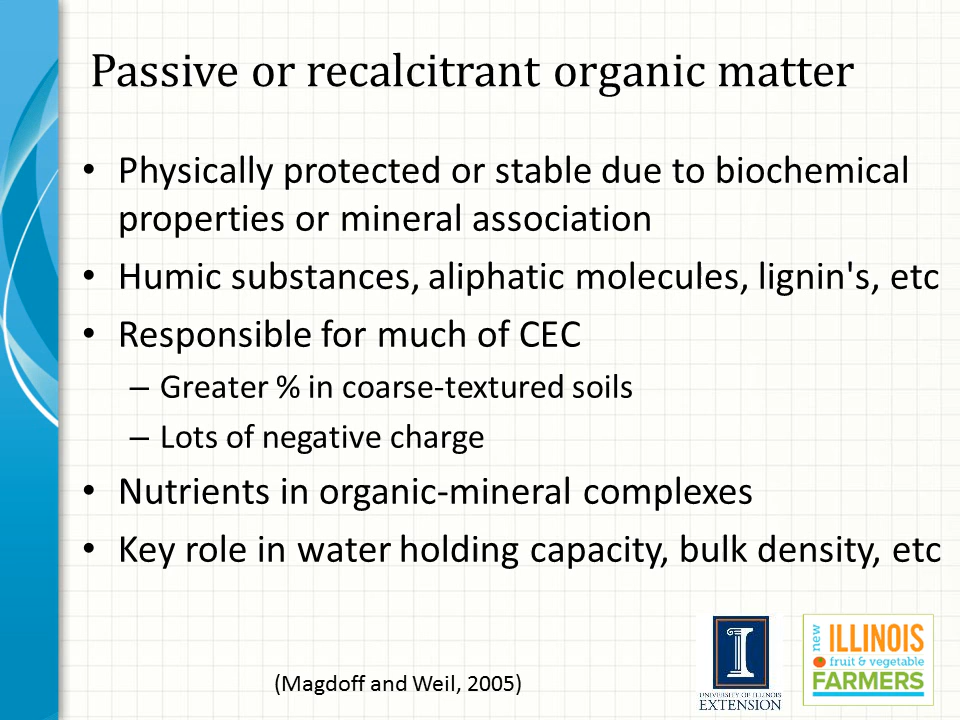 Passive or recalcitrant organic matter
• Physically protected or stable due to biochemical
properties or mineral association
• Humic substances, aliphatic molecules, lignin's, etc
• Responsible for much of CEC
– Greater % in coarse-textured soils
– Lots of negative charge
• Nutrients in organic-mineral complexes
• Key role in water holding capacity, bulk density, etc
(Magdoff and Weil, 2005)
I
UNIVERSITY OF ILLINOIS
EXTENSION
new
ILLINOIS
fruit & vegetable
FARMERS